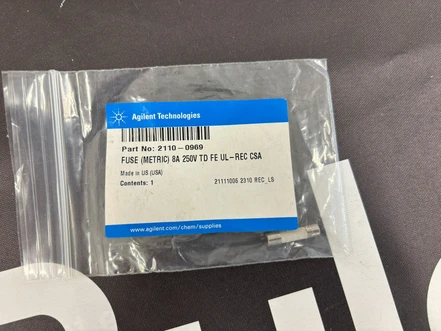 Agilent Technologies
Part No: 2110-0969
FUSE (METRIC) 8A 250V TD FE UL-REC CSA
Made in US (USA)
Contents: 1
21111006 2310 REC_LS
www.agilent.com/chem/supplies